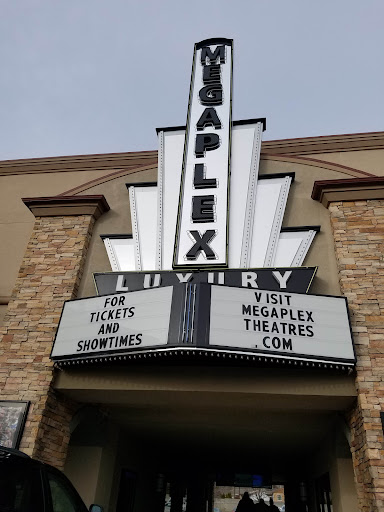 MEGAPLEX
LUXURY
FOR
TICKETS
AND
SHOWTIMES
VISIT
MEGAPLEX
THEATRES
.COM